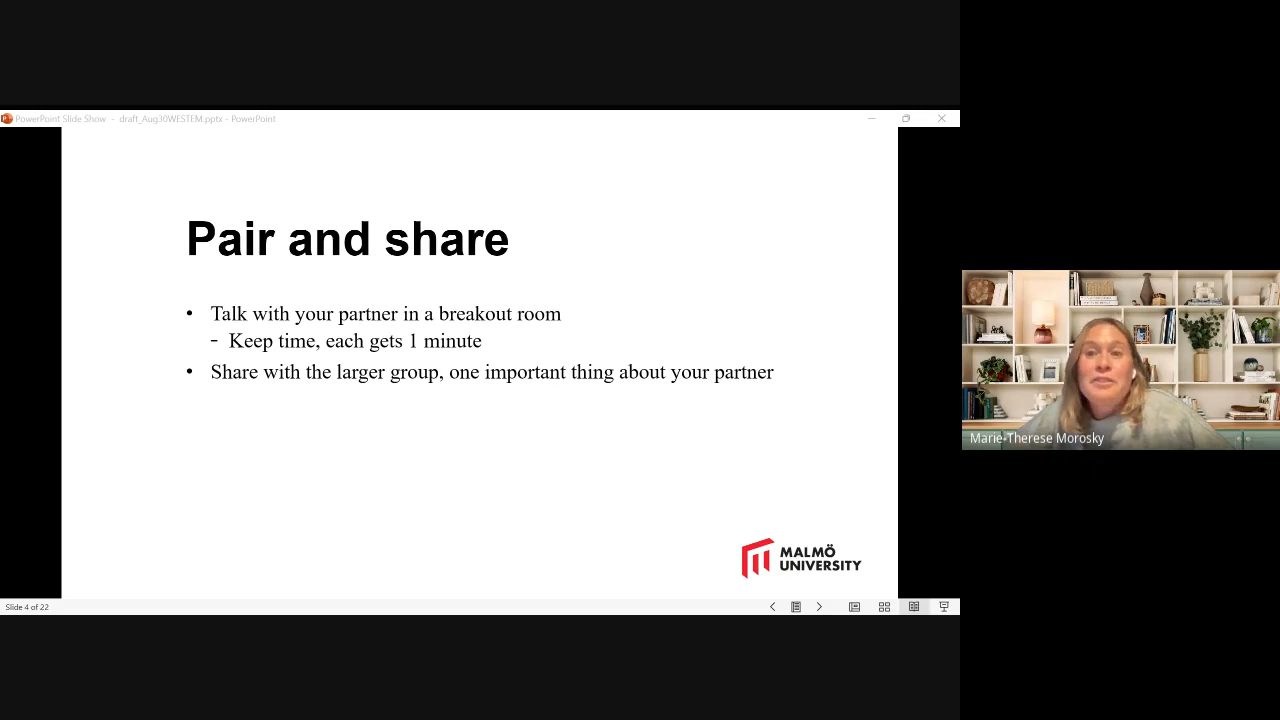 PowerPoint Slide Show - draft_Aug30WESTEM.pptx - PowerPoint
Pair and share
• Talk with your partner in a breakout room
- Keep time, each gets 1 minute
• Share with the larger group, one important thing about your partner
MALMÖ
UNIVERSITY
Slide 4 of 22
Marie-Therese Morosky